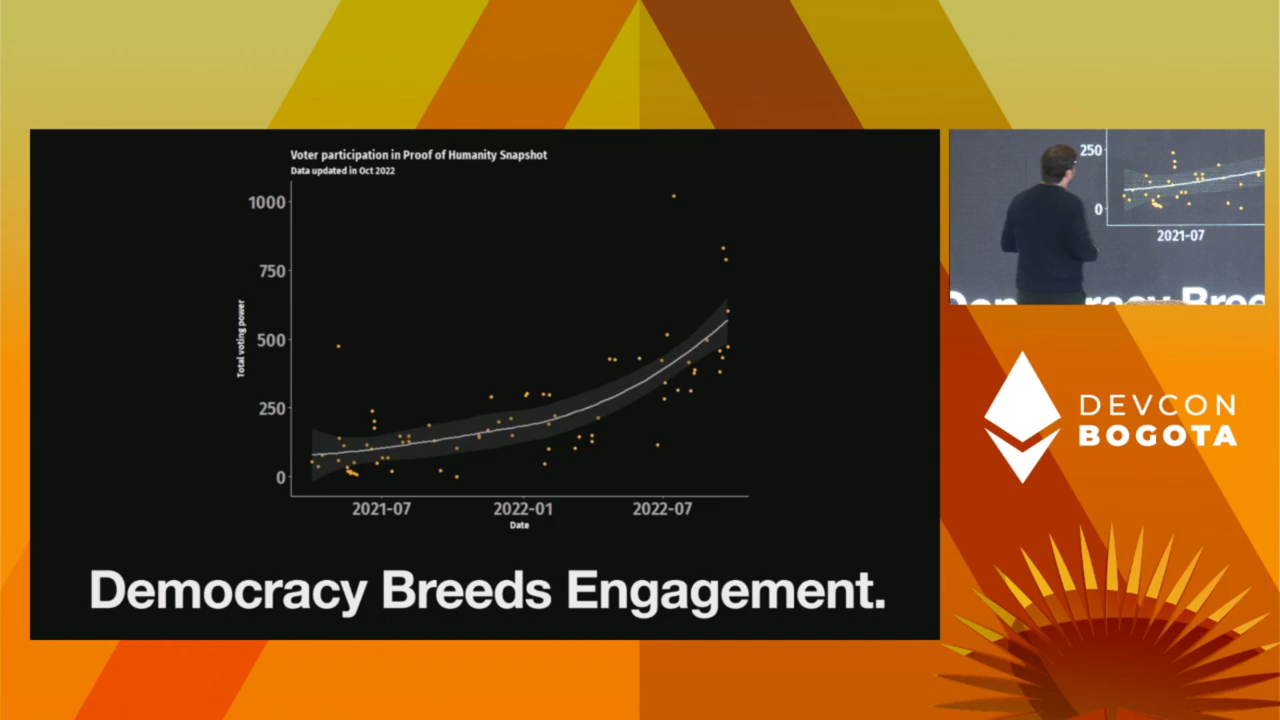 Voter participation in Proof of Humanity Snapshot
Data updated in Oct 2022
1000
750
500
250
0
Total voting power
2021-07
2022-01
2022-07
Date
Democracy Breeds Engagement.
250
0
2021-07
DEVCON
BOGOTA